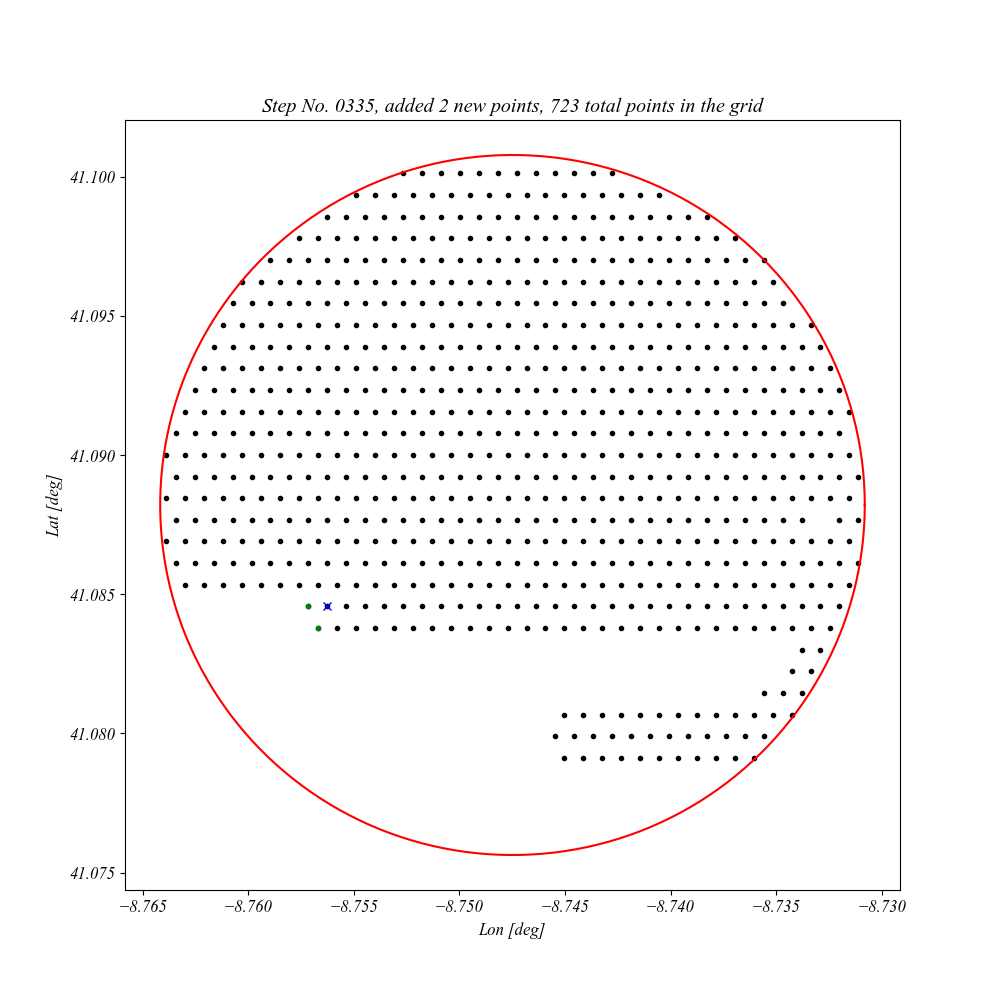 Step No. 0335, added 2 new points, 723 total points in the grid
41.100
41.095
41.090
41.085
41.080
41.075
Lat [deg]
−8.765 −8.760 −8.755 −8.750 −8.745 −8.740 −8.735 −8.730
Lon [deg]